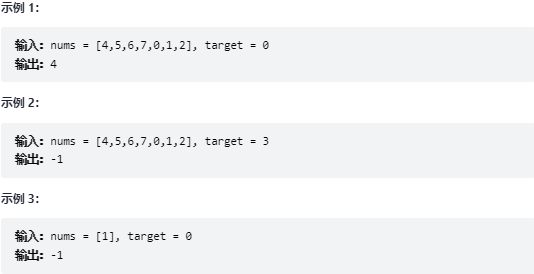 示例 1：
输入：nums = [4,5,6,7,0,1,2], target = 0
输出：4
示例 2：
输入：nums = [4,5,6,7,0,1,2], target = 3
输出：-1
示例 3：
输入：nums = [1], target = 0
输出：-1